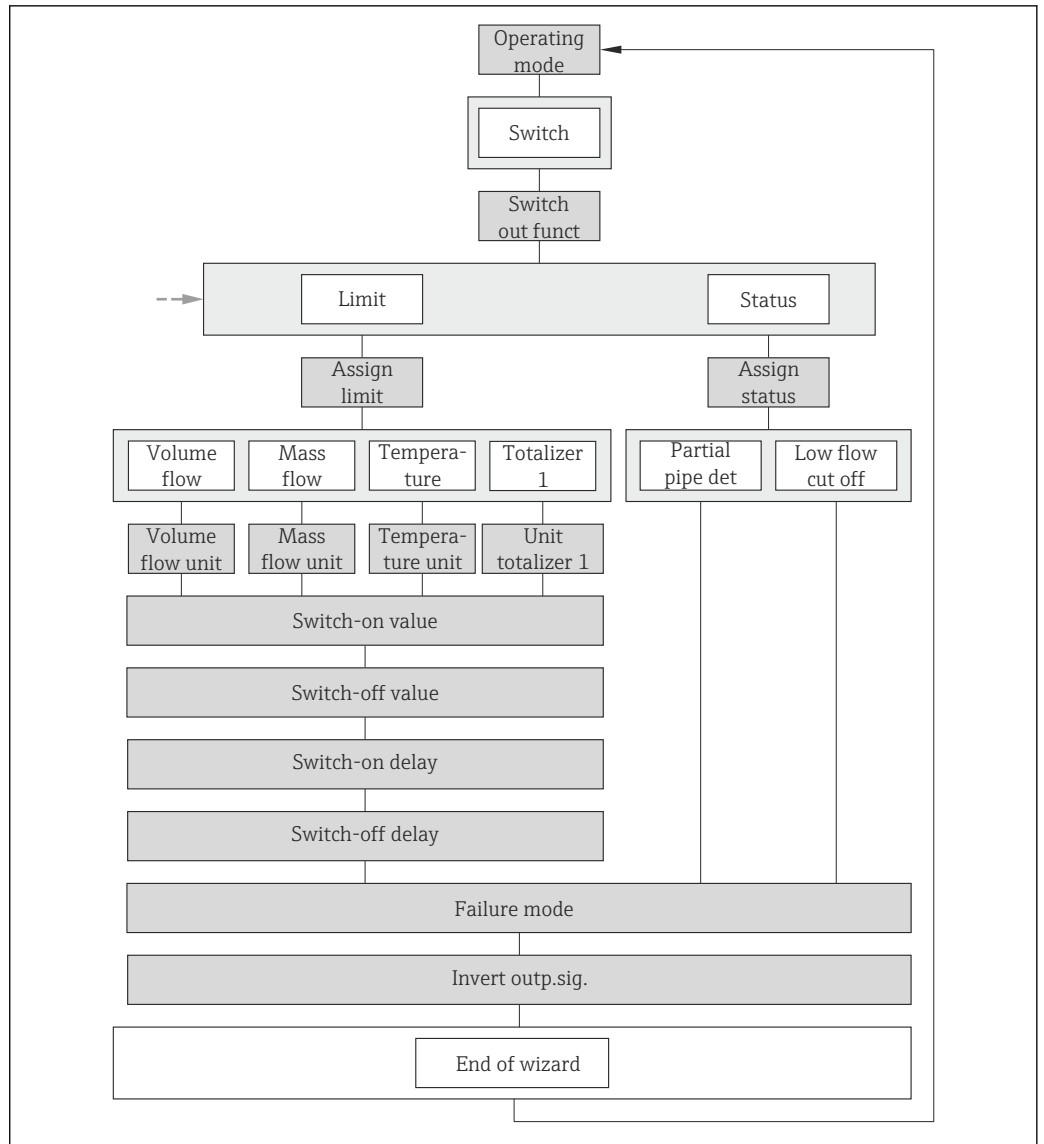 Operating
mode
Switch
Switch
out funct
Limit
Status
Assign
limit
Assign
status
Volume
flow
Mass
flow
Tempera-
ture
Totalizer
1
Partial
pipe det
Low flow
cut off
Volume
flow unit
Mass
flow unit
Tempera-
ture unit
Unit
totalizer 1
Switch-on value
Switch-off value
Switch-on delay
Switch-off delay
Failure mode
Invert outp.sig.
End of wizard